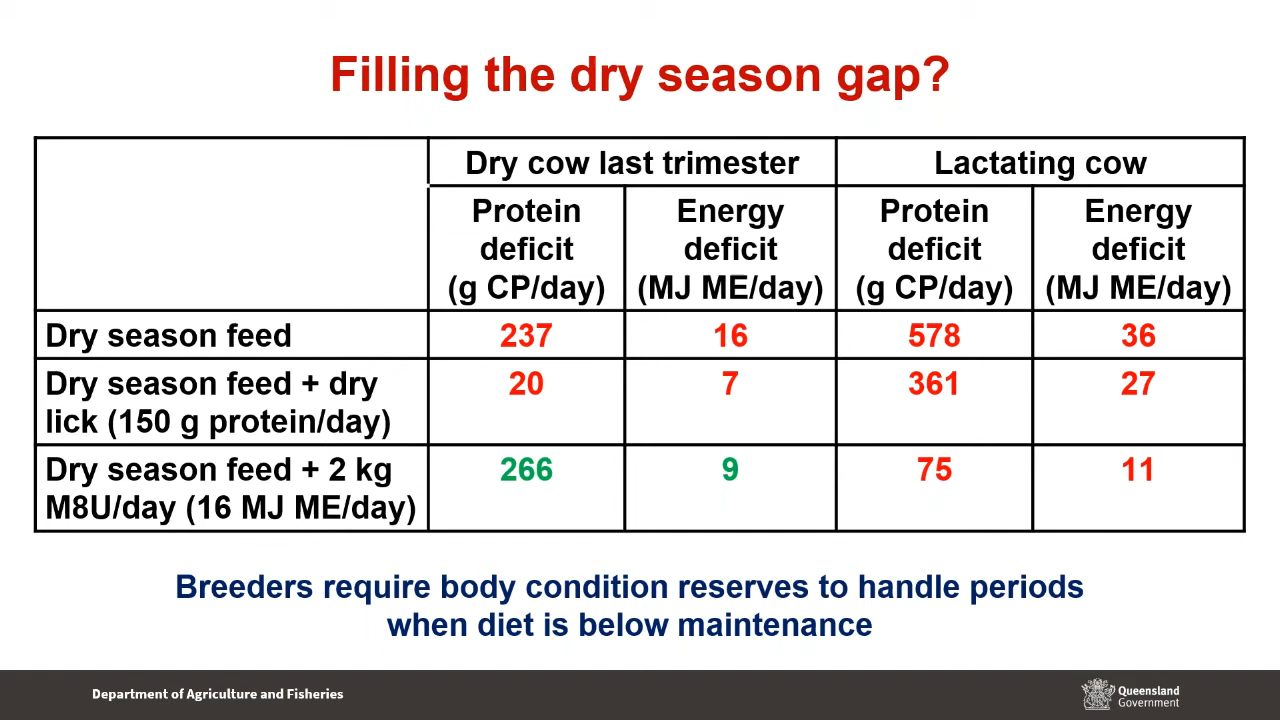 Filling the dry season gap?
Dry cow last trimester
Lactating cow
Protein
deficit
(g CP/day)
Energy
deficit
(MJ ME/day)
Protein
deficit
(g CP/day)
Energy
deficit
(MJ ME/day)
Dry season feed
237
16
578
36
Dry season feed + dry
lick (150 g protein/day)
20
7
361
27
Dry season feed + 2 kg
M8U/day (16 MJ ME/day)
266
9
75
11
Breeders require body condition reserves to handle periods
when diet is below maintenance
Department of Agriculture and Fisheries
Queensland
Government